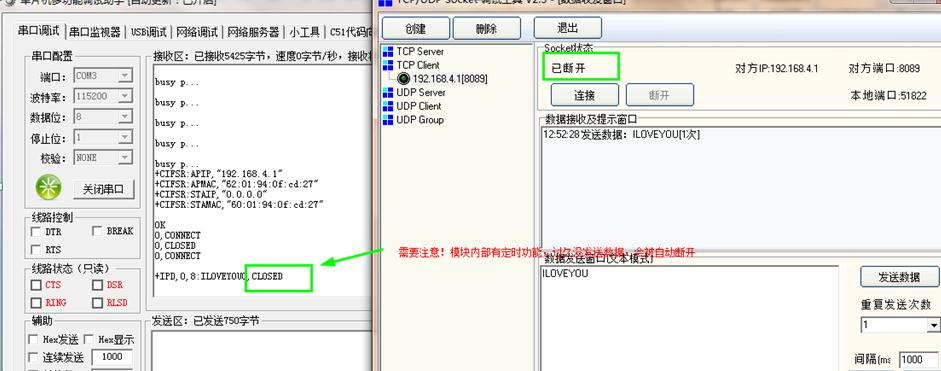 单片机多功能调试助手 [自动更新：已开启]
串口调试 串口监视器 USB调试 网络调试 网络服务器 小工具 C51代码向
串口配置
端口： COM3
波特率： 115200
数据位： 8
停止位： 1
校验： NONE
关闭串口
线路控制
DTR BREAK
RTS
线路状态（只读）
CTS DSR
RING RLSD
辅助
Hex发送 Hex显示
连续发送 1000
接收区：已接收5425字节，速度0字节/秒，接收
busy p...
busy p...
busy p...
busy p...
+CIFSR:APIP,"192.168.4.1"
+CIFSR:APMAC,"62:01:94:0f:cd:27"
+CIFSR:STAIP,"0.0.0.0"
+CIFSR:STAMAC,"60:01:94:0f:cd:27"
OK
0,CONNECT
0,CLOSED
0,CONNECT
+IPD,0,8:ILOVEYOU0,CLOSED
发送区：已发送750字节
TCP/UDP Socket 调试工具 V2.3 - [数据收发窗口]
创建 删除 退出
TCP Server
TCP Client
192.168.4.1[8089]
UDP Server
UDP Client
UDP Group
Socket状态
已断开 对方IP:192.168.4.1 对方端口:8089
连接 断开 本地端口:51822
数据接收及提示窗口
12:52:28 发送数据：ILOVEYOU[1次]
需要注意！模块内部有定时功能，过久没发送数据，会被自动断开
数据发送窗口(文本模式)
ILOVEYOU
发送数据
重复发送次数
1
间隔(ms 1000